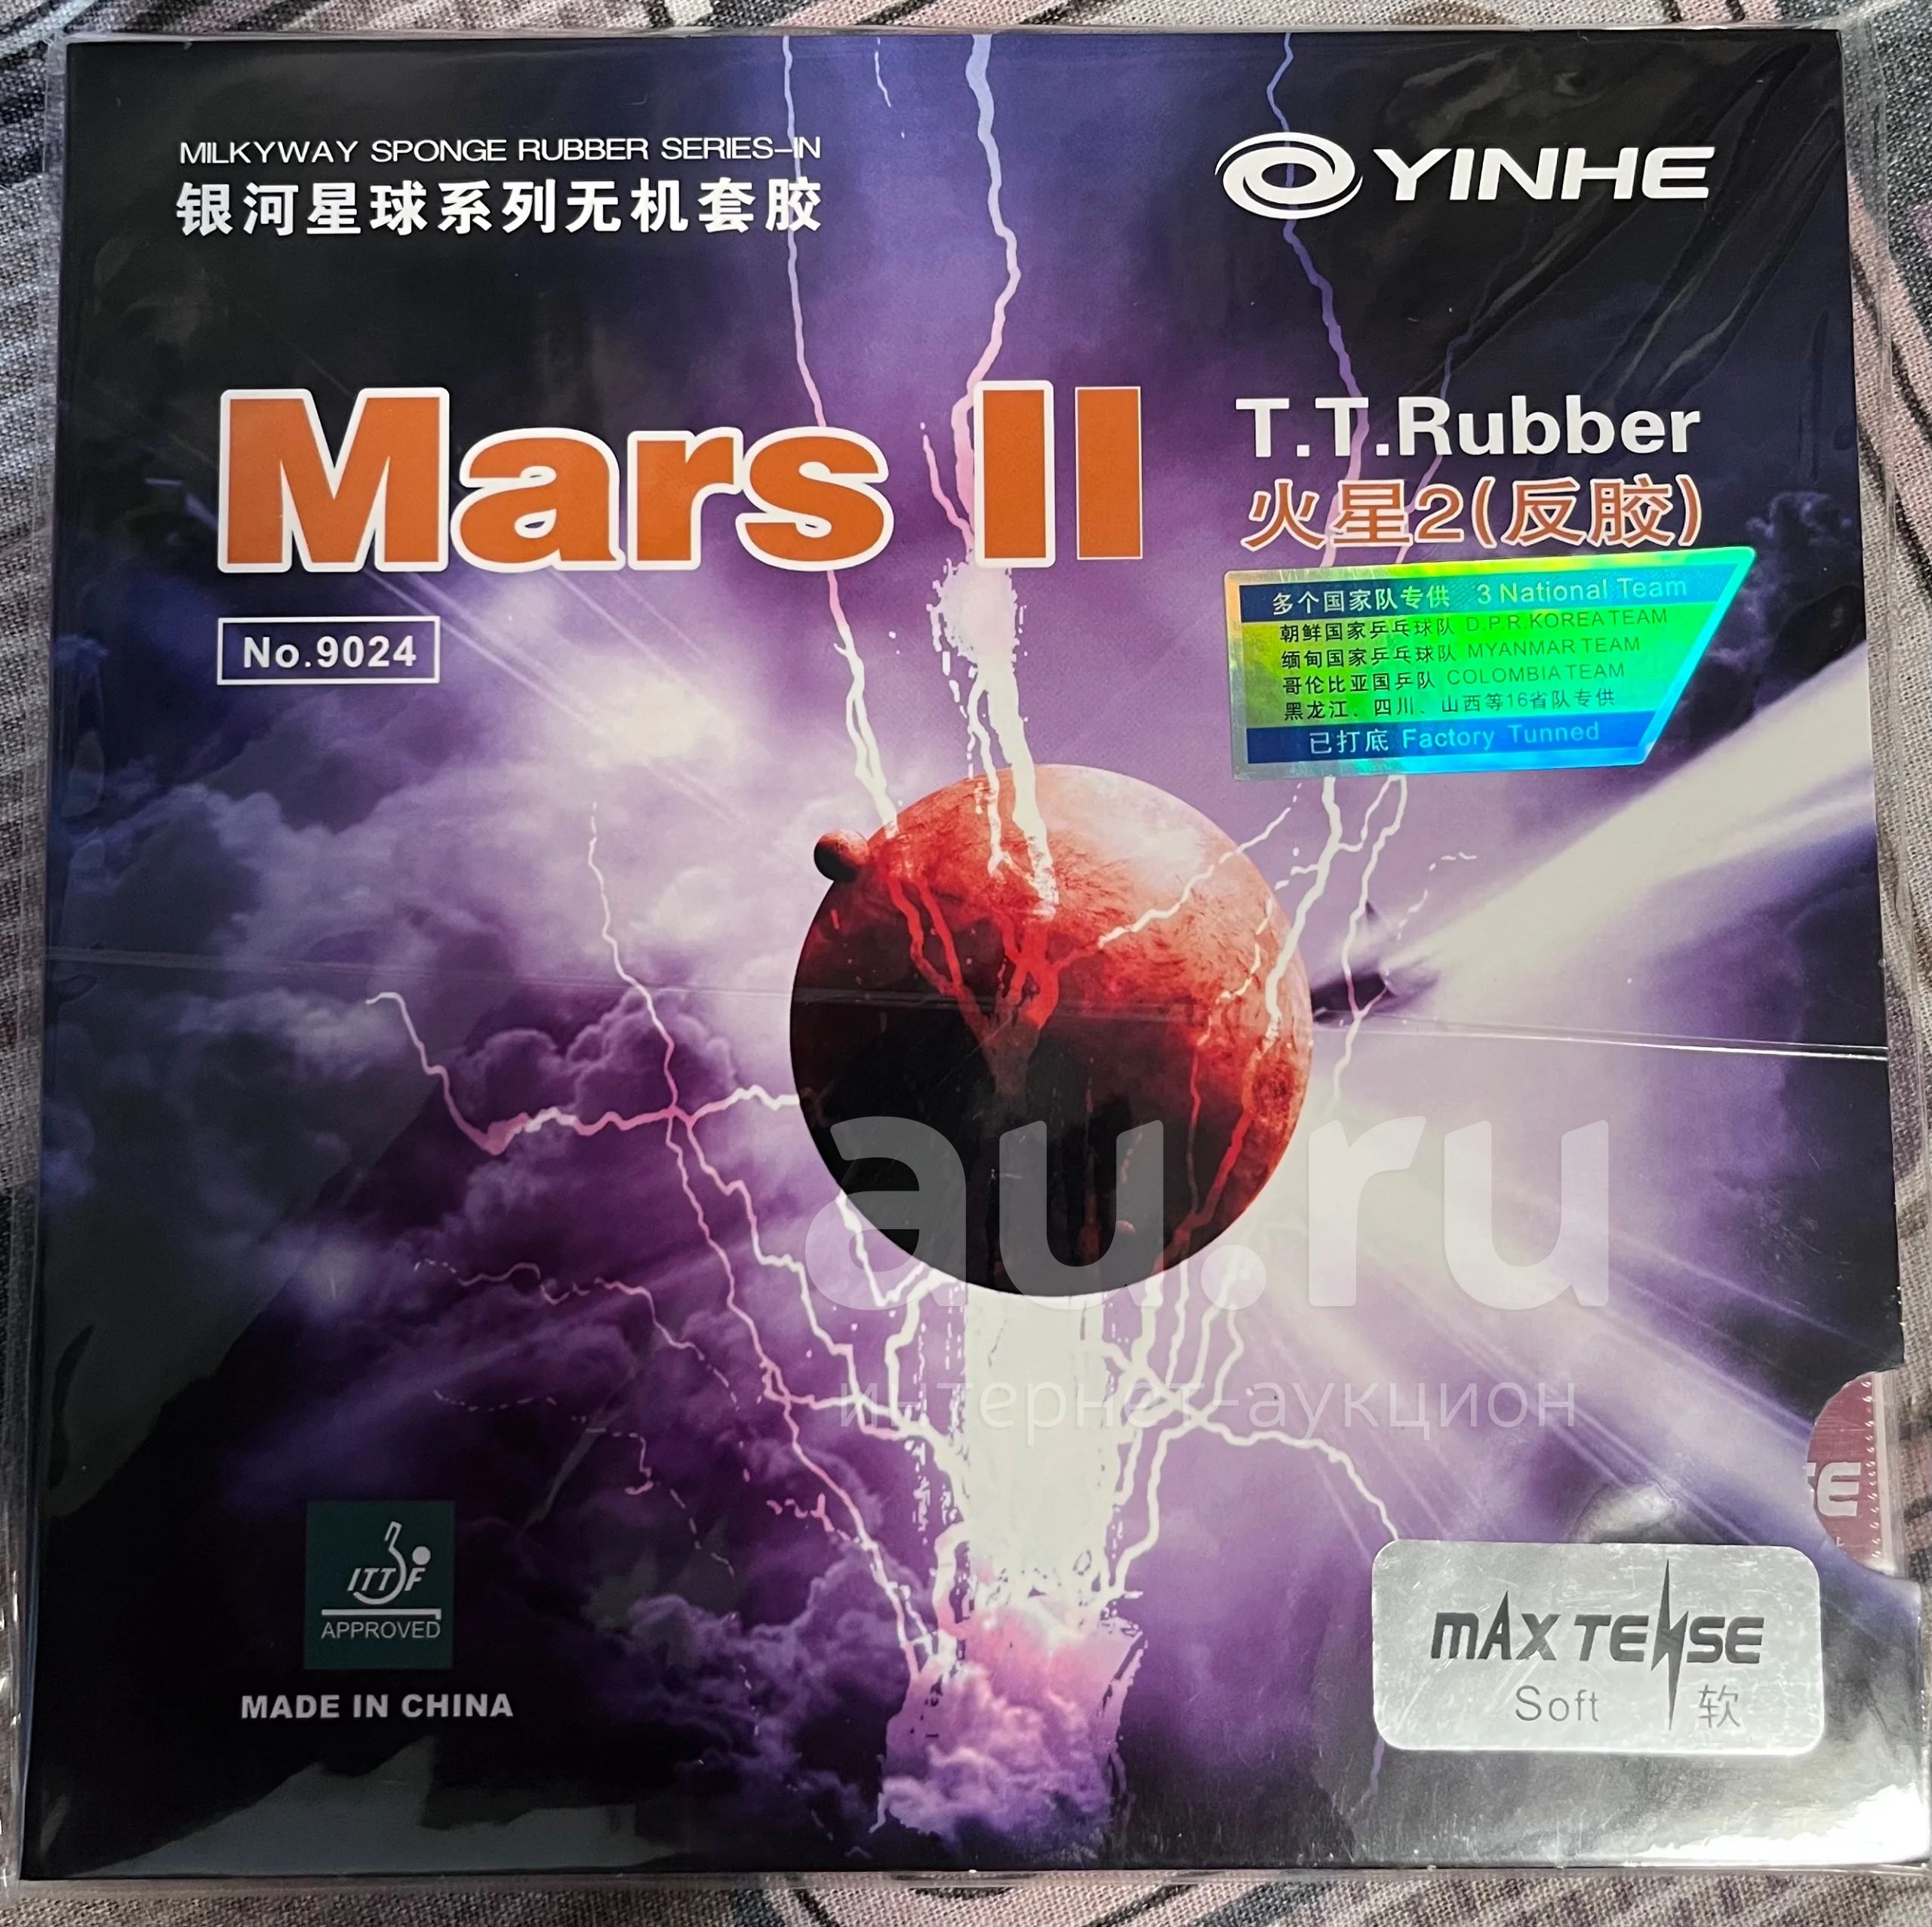 MILKYWAY SPONGE RUBBER SERIES-IN
银河星球系列无机套胶
YINHE
Mars II
T.T.Rubber
火星2(反胶)
No.9024
多个国家队专供 3 National Team
朝鲜国家乒乓球队 D.P.R.KOREA TEAM
缅甸国家乒乓球队 MYANMAR TEAM
哥伦比亚国乒队 COLOMBIA TEAM
黑龙江、四川、山西等16省队专供
已打底 Factory Tunned
au.ru
интернет-аукцион
ITTF
APPROVED
MADE IN CHINA
MAX TENSE
Soft 软